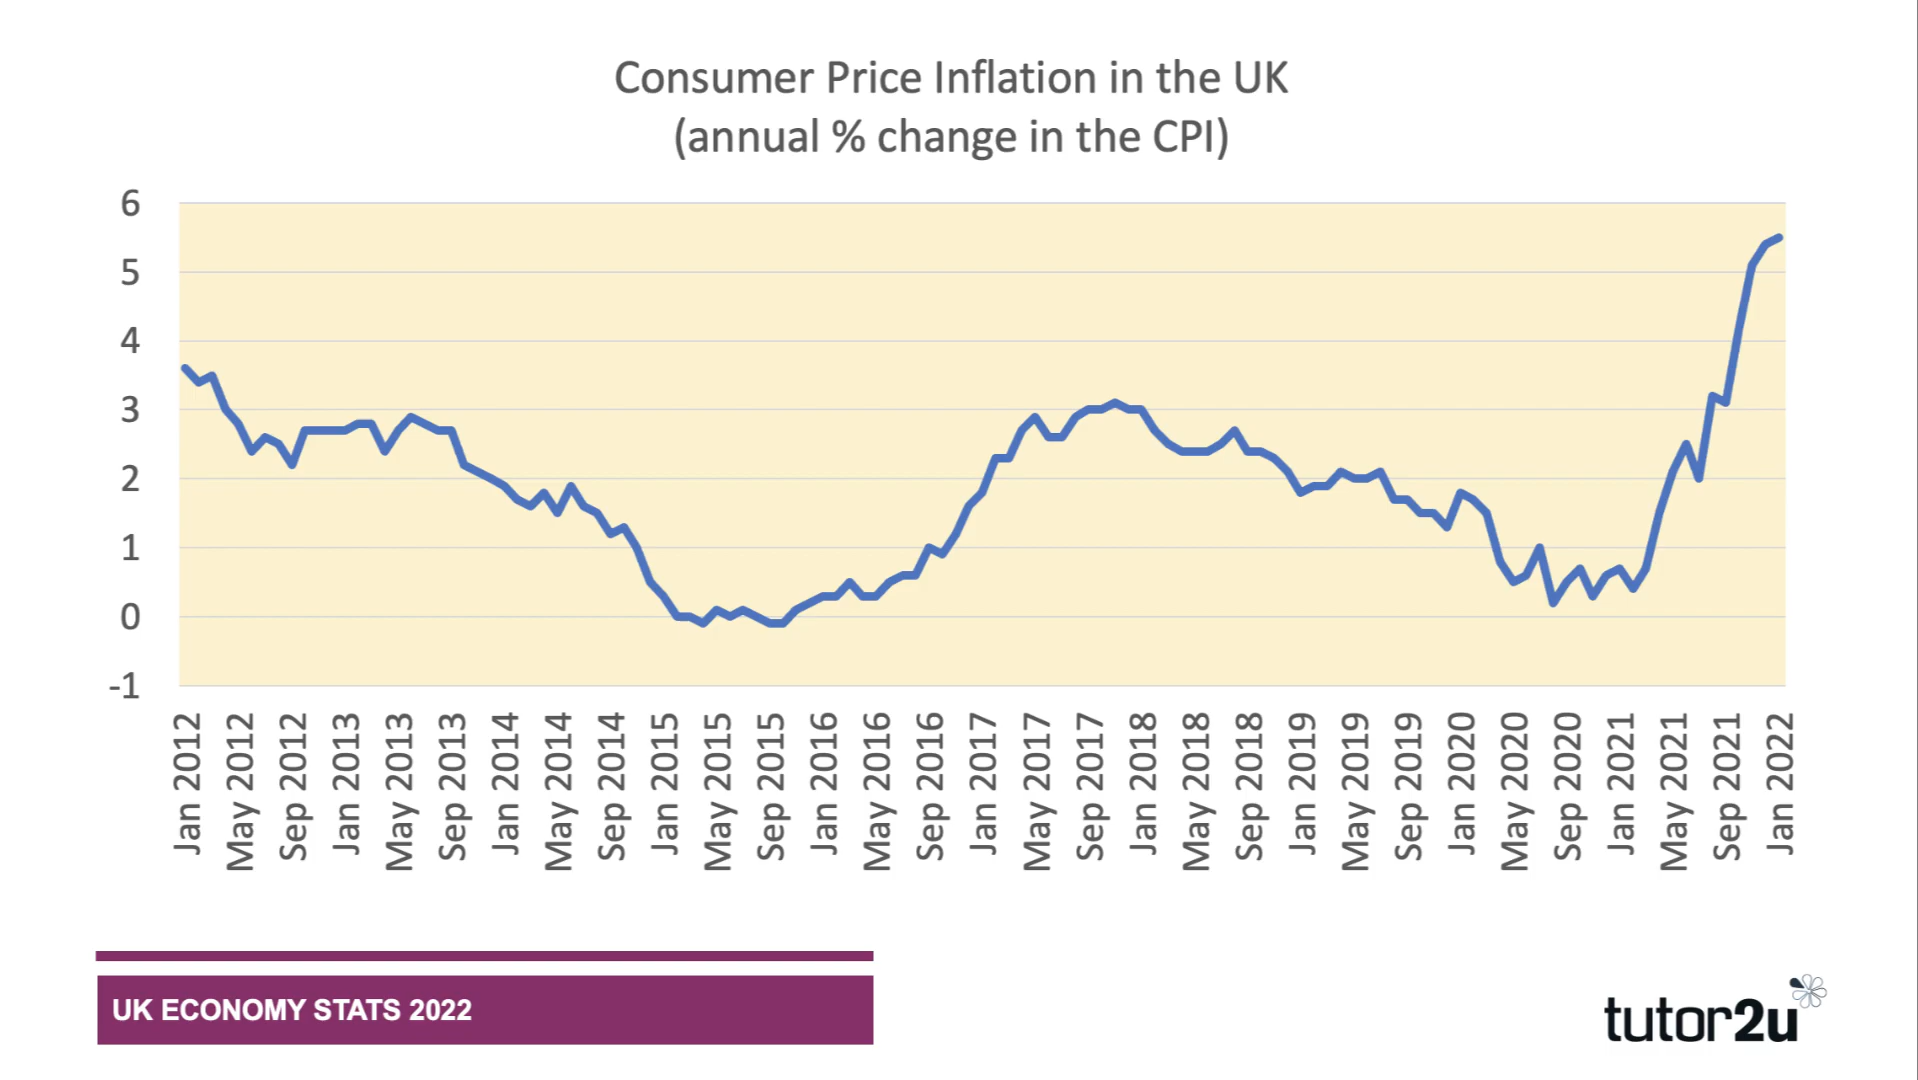 Consumer Price Inflation in the UK
(annual % change in the CPI)
6
5
4
3
2
1
0
-1
Jan 2012
May 2012
Sep 2012
Jan 2013
May 2013
Sep 2013
Jan 2014
May 2014
Sep 2014
Jan 2015
May 2015
Sep 2015
Jan 2016
May 2016
Sep 2016
Jan 2017
May 2017
Sep 2017
Jan 2018
May 2018
Sep 2018
Jan 2019
May 2019
Sep 2019
Jan 2020
May 2020
Sep 2020
Jan 2021
May 2021
Sep 2021
Jan 2022
UK ECONOMY STATS 2022
tutor2u